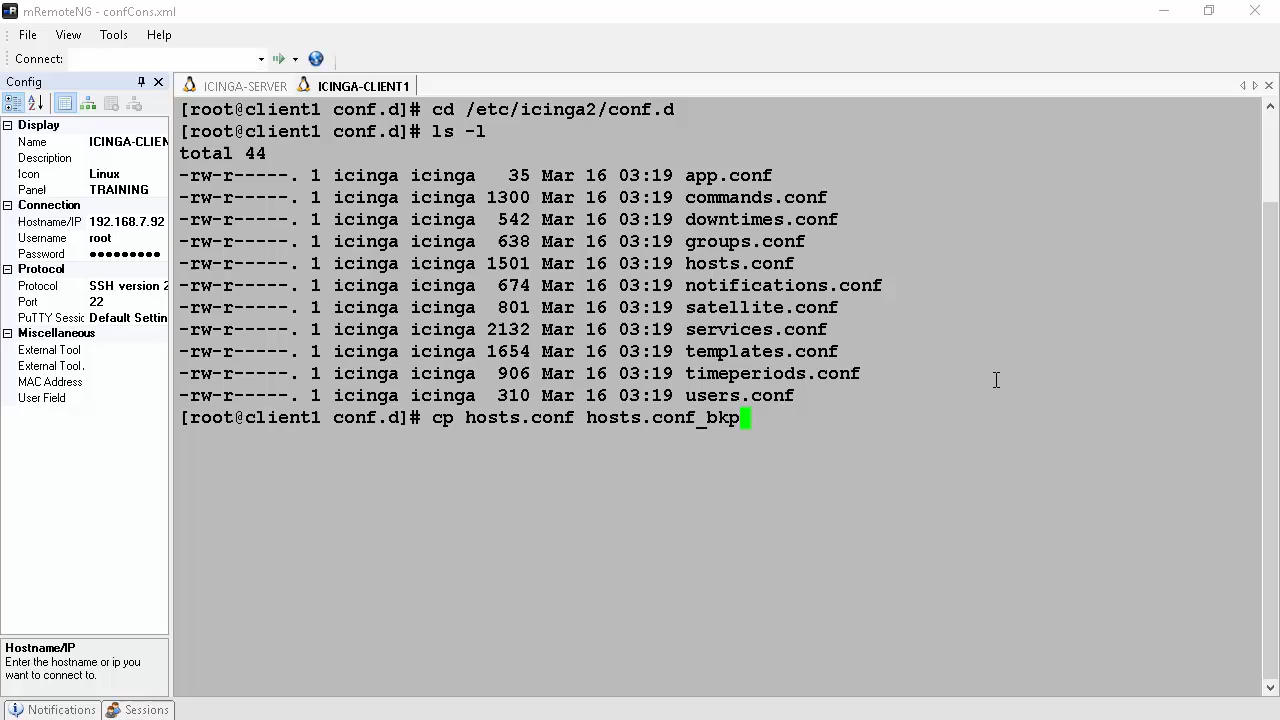 mRemoteNG - confCons.xml
File View Tools Help
Connect:
Config
ICINGA-SERVER ICINGA-CLIENT1
Display
Name ICINGA-CLIEN
Description
Icon Linux
Panel TRAINING
Connection
Hostname/IP 192.168.7.92
Username root
Password ●●●●●●●●●
Protocol
Protocol SSH version 2
Port 22
PuTTY Sessic Default Settin
Miscellaneous
External Tool
External Tool.
MAC Address
User Field
Hostname/IP
Enter the hostname or ip you
want to connect to.
[root@client1 conf.d]# cd /etc/icinga2/conf.d
[root@client1 conf.d]# ls -l
total 44
-rw-r-----. 1 icinga icinga   35 Mar 16 03:19 app.conf
-rw-r-----. 1 icinga icinga 1300 Mar 16 03:19 commands.conf
-rw-r-----. 1 icinga icinga  542 Mar 16 03:19 downtimes.conf
-rw-r-----. 1 icinga icinga  638 Mar 16 03:19 groups.conf
-rw-r-----. 1 icinga icinga 1501 Mar 16 03:19 hosts.conf
-rw-r-----. 1 icinga icinga  674 Mar 16 03:19 notifications.conf
-rw-r-----. 1 icinga icinga  801 Mar 16 03:19 satellite.conf
-rw-r-----. 1 icinga icinga 2132 Mar 16 03:19 services.conf
-rw-r-----. 1 icinga icinga 1654 Mar 16 03:19 templates.conf
-rw-r-----. 1 icinga icinga  906 Mar 16 03:19 timeperiods.conf
-rw-r-----. 1 icinga icinga  310 Mar 16 03:19 users.conf
[root@client1 conf.d]# cp hosts.conf hosts.conf_bkp
Notifications Sessions